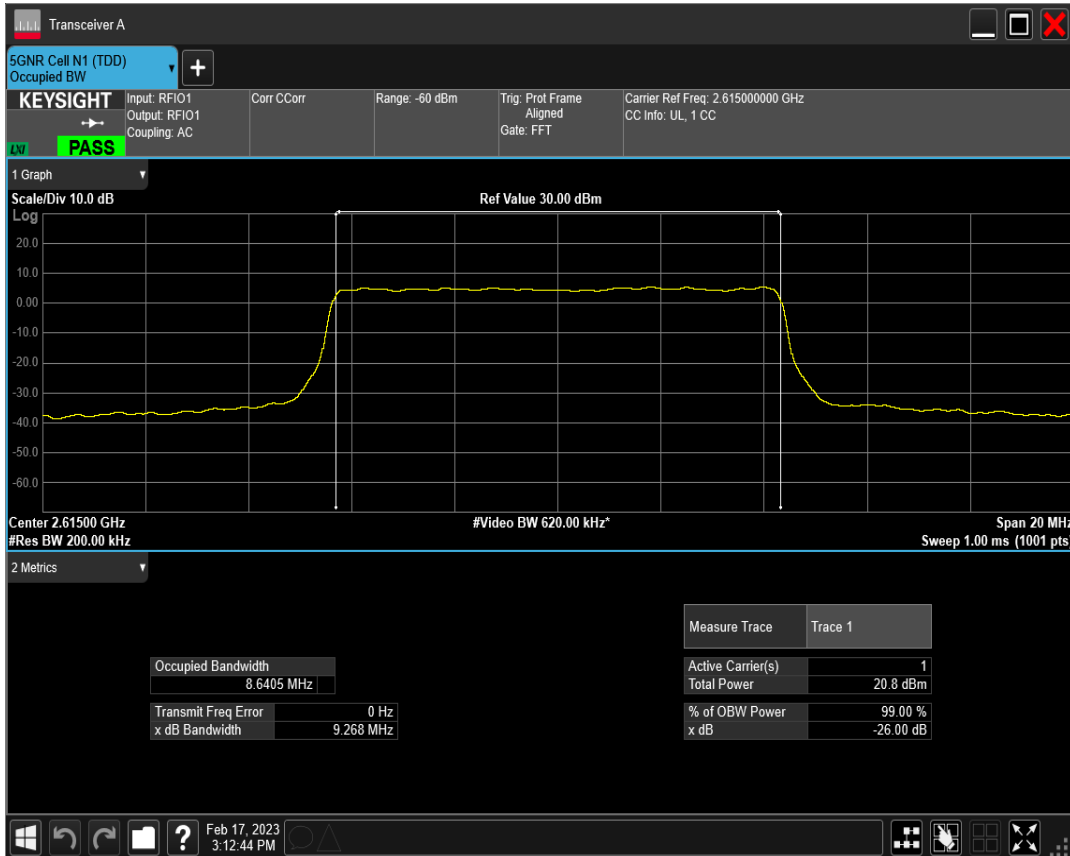 Transceiver A
5GNR Cell N1 (TDD)
Occupied BW
+
KEYSIGHT
LXI
PASS
Input: RFIO1
Output: RFIO1
Coupling: AC
Corr CCorr
Range: -60 dBm
Trig: Prot Frame
Aligned
Gate: FFT
Carrier Ref Freq: 2.615000000 GHz
CC Info: UL, 1 CC
1 Graph
Scale/Div 10.0 dB
Ref Value 30.00 dBm
Log
20.0
10.0
0.00
-10.0
-20.0
-30.0
-40.0
-50.0
-60.0
Center 2.61500 GHz
#Video BW 620.00 kHz*
Span 20 MHz
#Res BW 200.00 kHz
Sweep 1.00 ms (1001 pts)
2 Metrics
Measure Trace Trace 1
Occupied Bandwidth
8.6405 MHz
Active Carrier(s) 1
Total Power 20.8 dBm
Transmit Freq Error 0 Hz
x dB Bandwidth 9.268 MHz
% of OBW Power 99.00 %
x dB -26.00 dB
?
Feb 17, 2023
3:12:44 PM